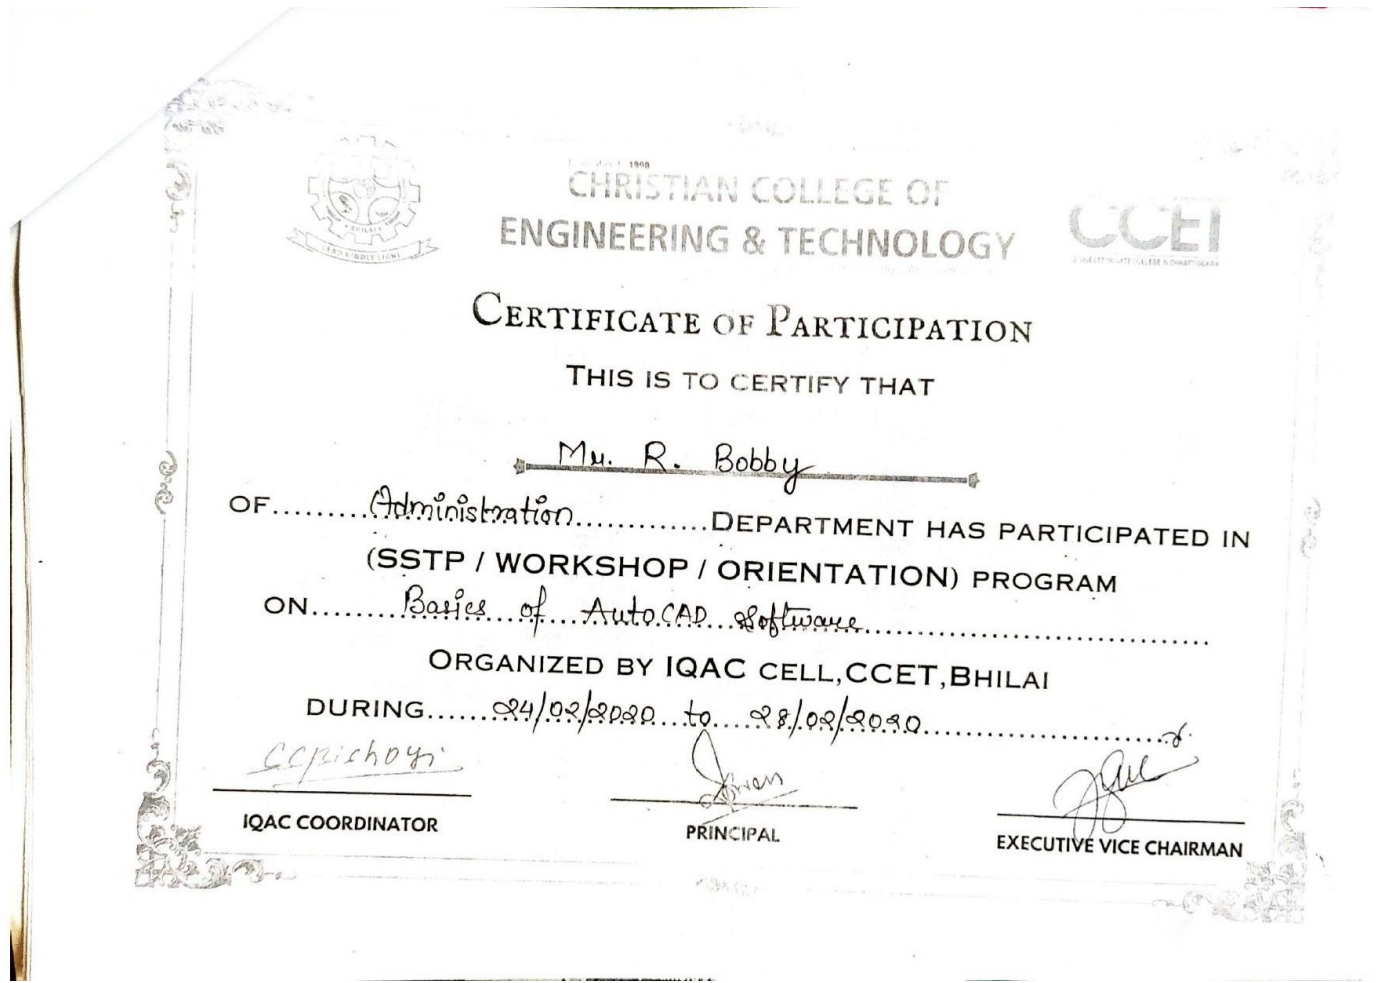 1998
CHRISTIAN COLLEGE OF
ENGINEERING & TECHNOLOGY
CCET
CERTIFICATE OF PARTICIPATION
THIS IS TO CERTIFY THAT
Mr. R. Bobby
OF.........Administration.............DEPARTMENT HAS PARTICIPATED IN
(SSTP / WORKSHOP / ORIENTATION) PROGRAM
ON........Basics of AutoCAD Software................................
ORGANIZED BY IQAC CELL,CCET,BHILAI
DURING......24/02/2020 to 28/02/2020......................
IQAC COORDINATOR
PRINCIPAL
EXECUTIVE VICE CHAIRMAN